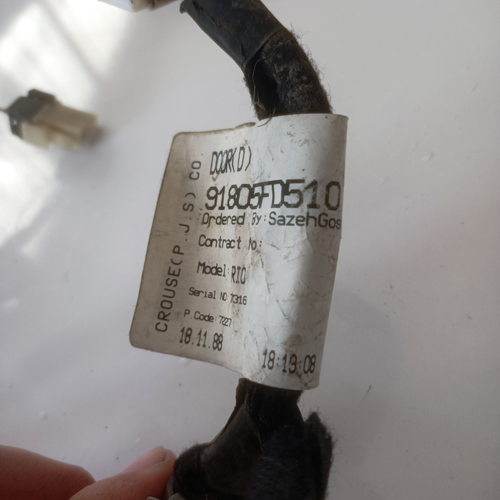 CROUSE(P.J.S) CO
DOOR(D)
91805FD510
Ordered By:SazehGos
Contract No:
Model:RIO
Serial NO 7316
P.Code:7227
18.11.88
18:19:08